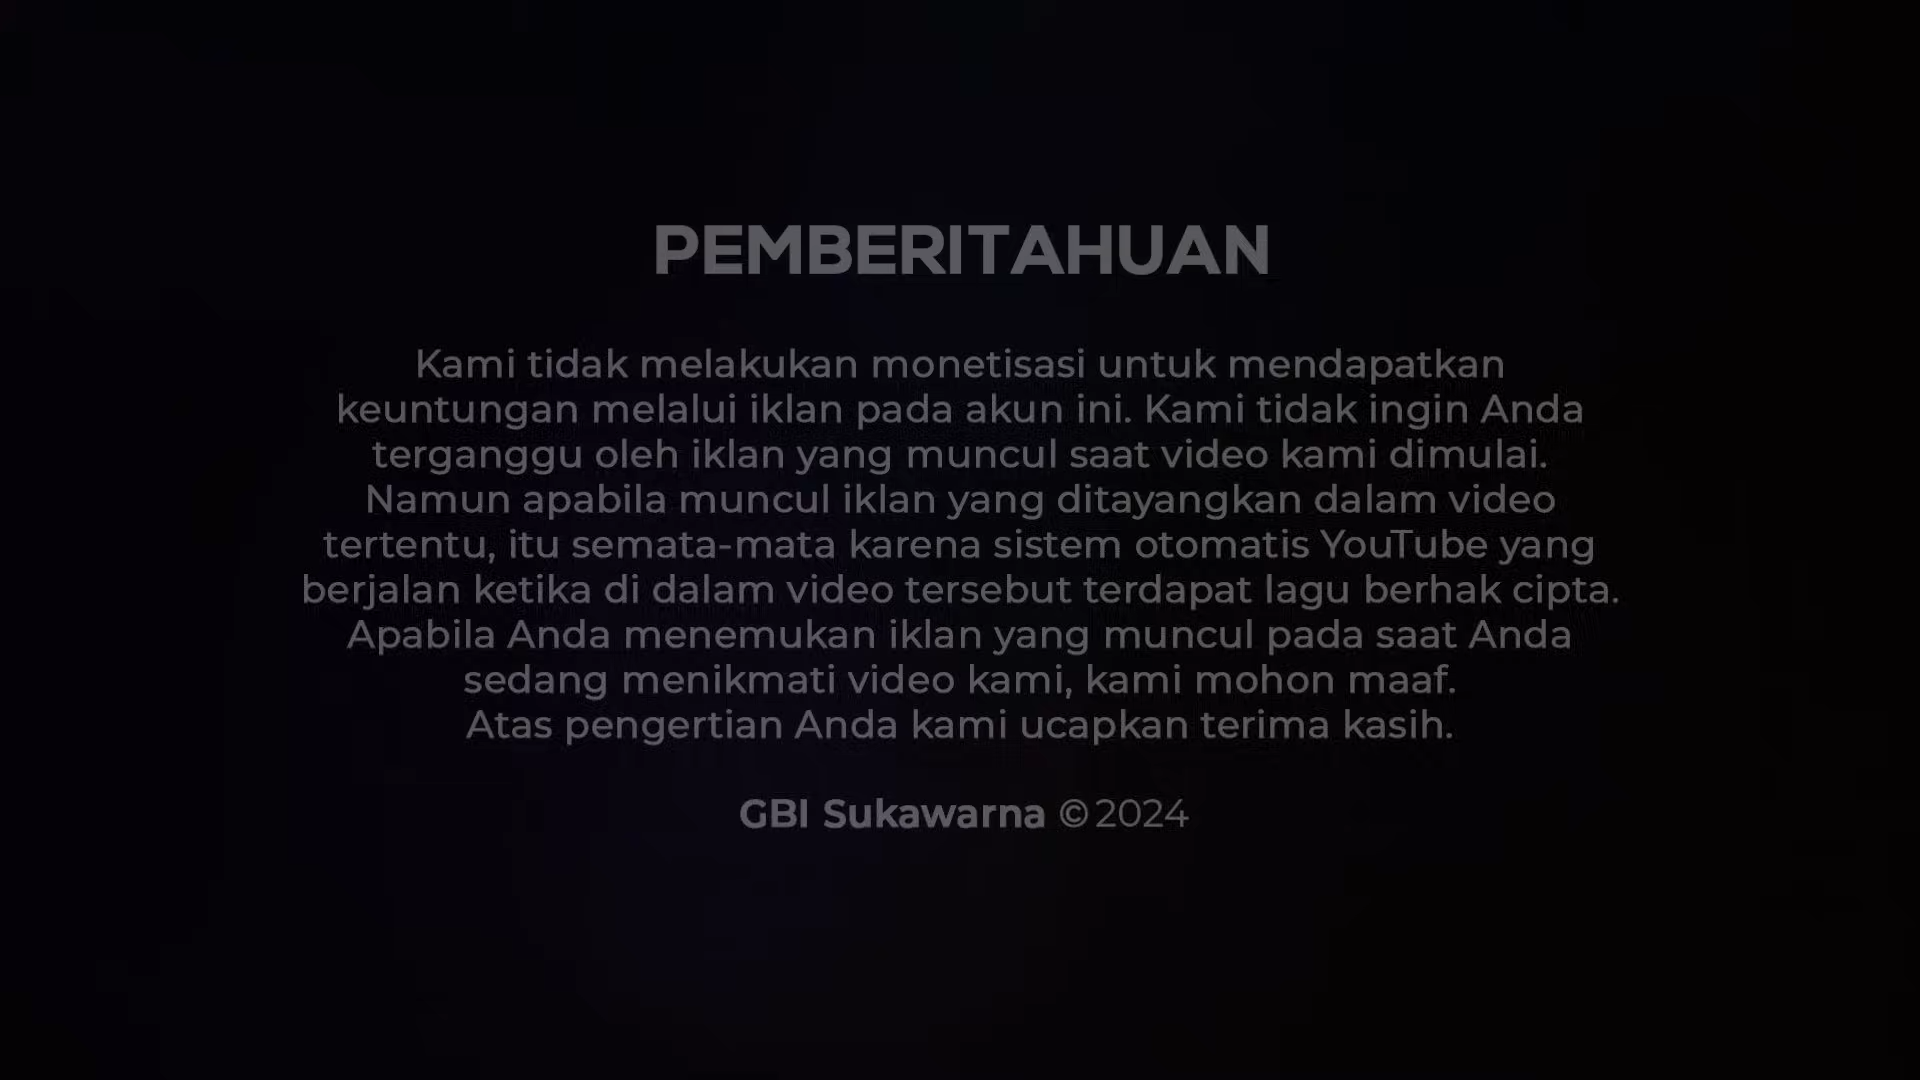 PEMBERITAHUAN
Kami tidak melakukan monetisasi untuk mendapatkan
keuntungan melalui iklan pada akun ini. Kami tidak ingin Anda
terganggu oleh iklan yang muncul saat video kami dimulai.
Namun apabila muncul iklan yang ditayangkan dalam video
tertentu, itu semata-mata karena sistem otomatis YouTube yang
berjalan ketika di dalam video tersebut terdapat lagu berhak cipta.
Apabila Anda menemukan iklan yang muncul pada saat Anda
sedang menikmati video kami, kami mohon maaf.
Atas pengertian Anda kami ucapkan terima kasih.
GBI Sukawarna © 2024